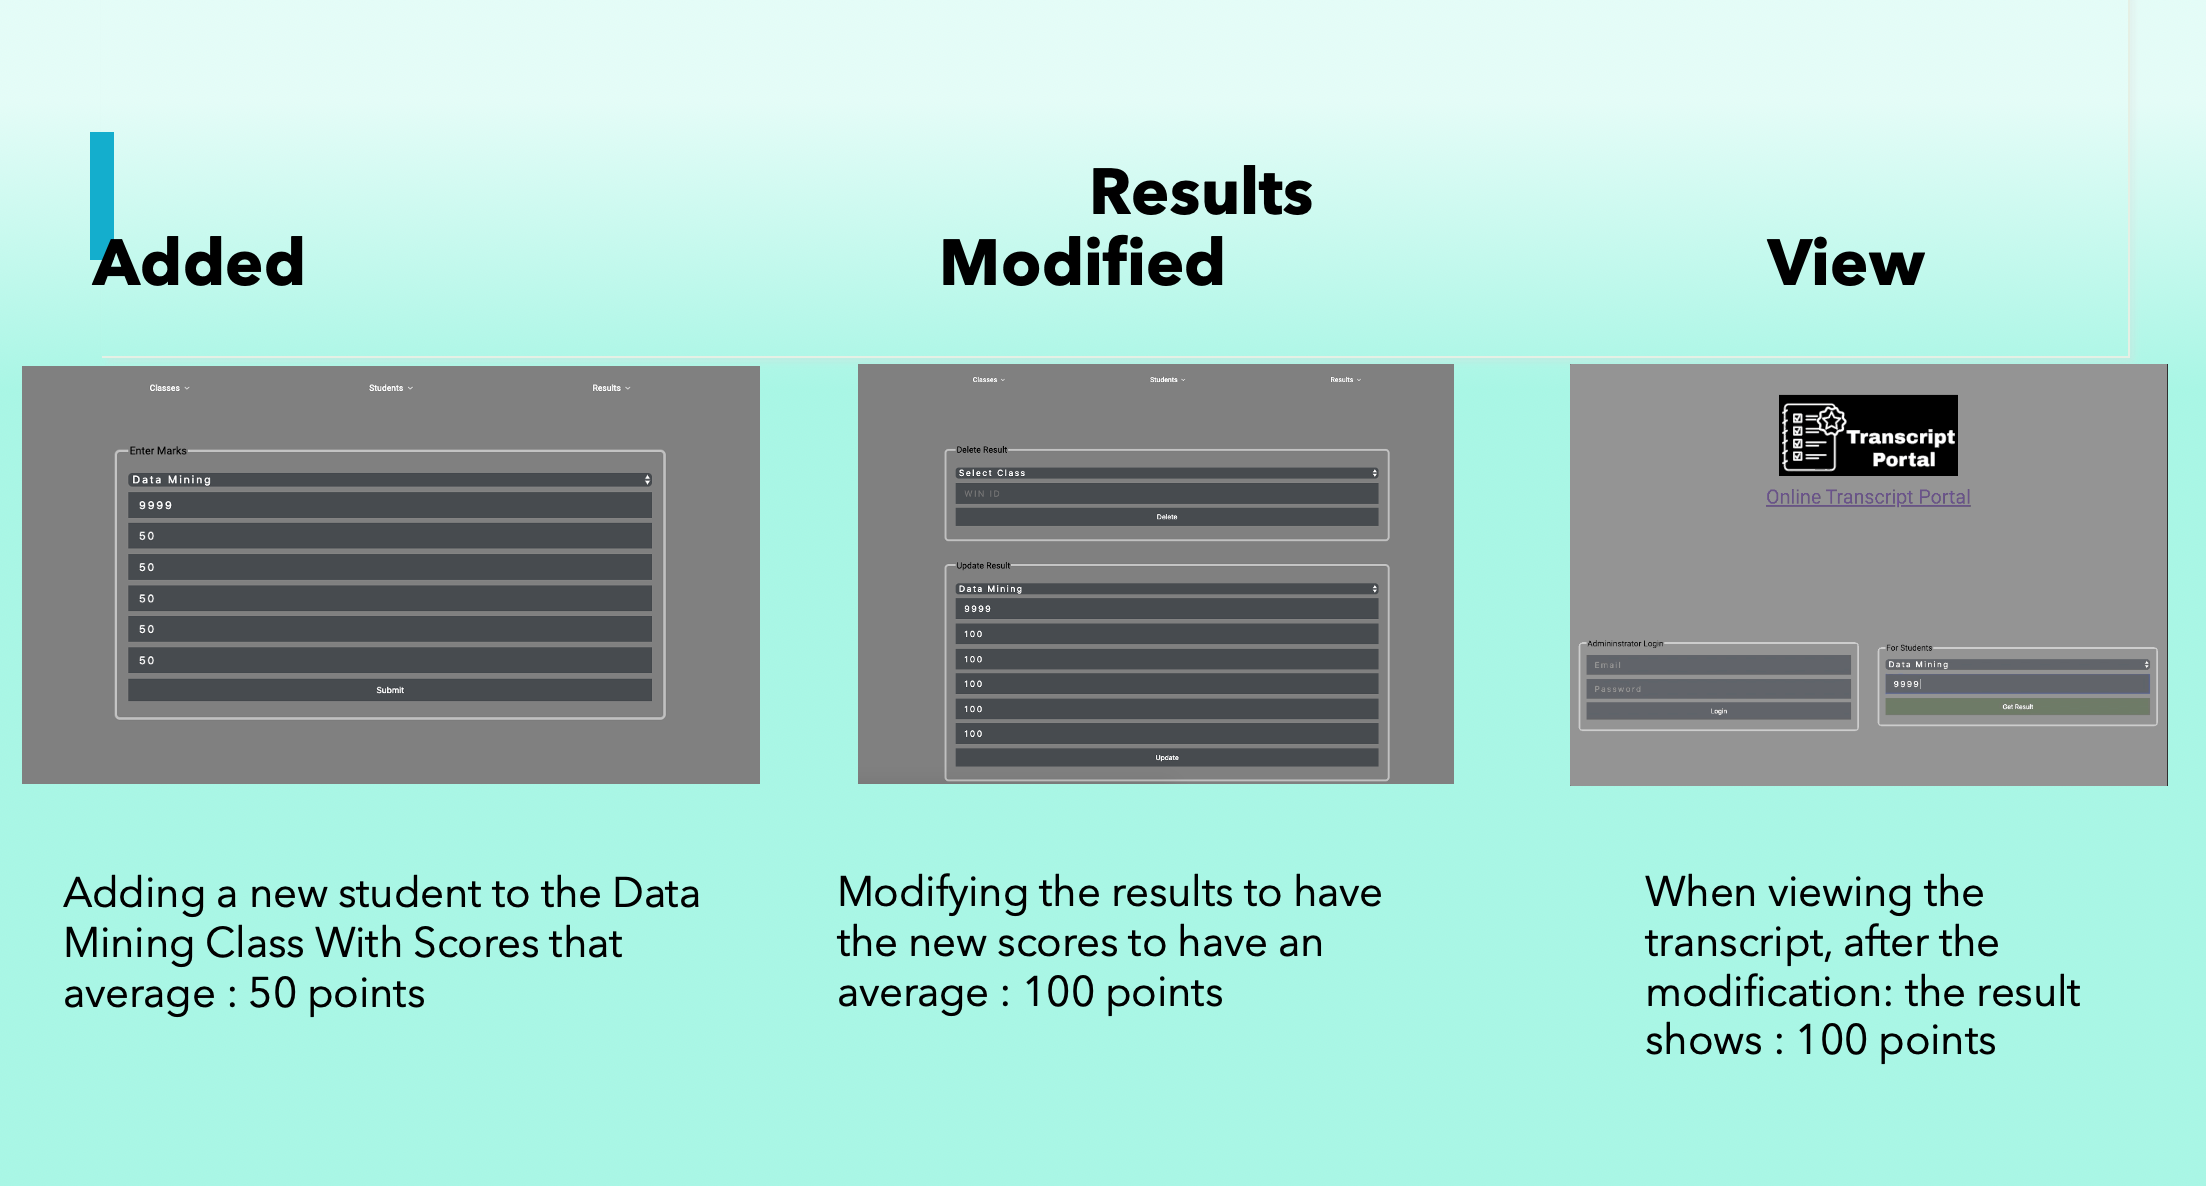 Results
Added
Modified
View
Classes
Students
Results
Enter Marks
Data Mining
9999
50
50
50
50
50
Submit
Classes
Students
Results
Delete Result
Select Class
WIN ID
Delete
Update Result
Data Mining
9999
100
100
100
100
100
Update
Transcript
Portal
Online Transcript Portal
Admininstrator Login
Email
Password
Login
For Students
Data Mining
9999
Get Result
Adding a new student to the Data
Mining Class With Scores that
average : 50 points
Modifying the results to have
the new scores to have an
average : 100 points
When viewing the
transcript, after the
modification: the result
shows : 100 points